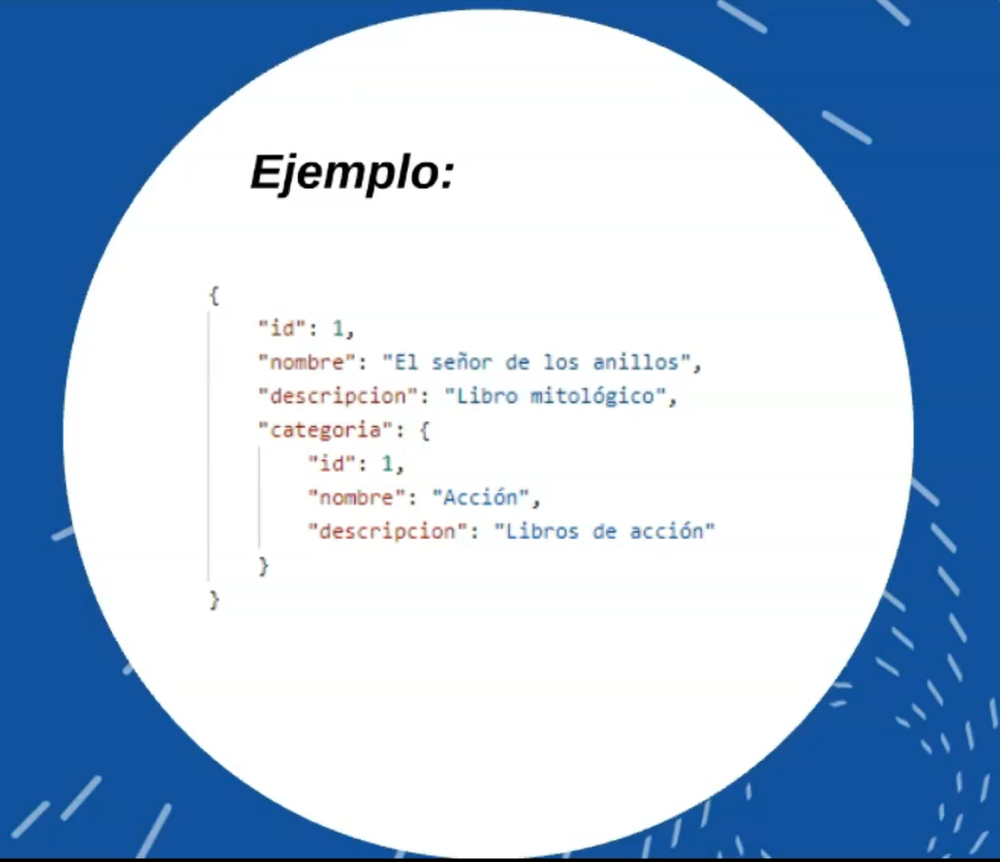 Ejemplo:
{
"id": 1,
"nombre": "El señor de los anillos",
"descripcion": "Libro mitológico",
"categoria": {
"id": 1,
"nombre": "Acción",
"descripcion": "Libros de acción"
}
}